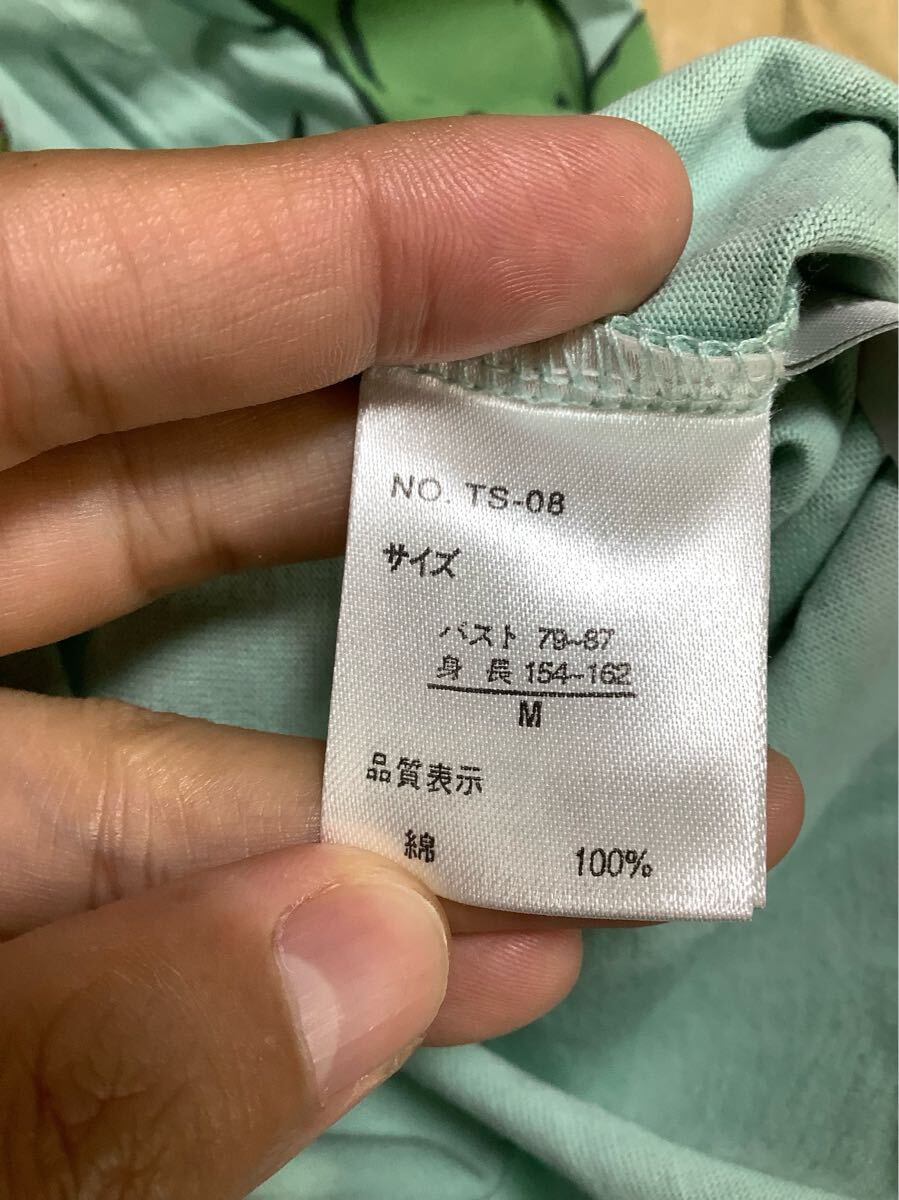 NO. TS-08
サイズ
バスト 79~87
身長 154~162
M
品質表示
綿 100%